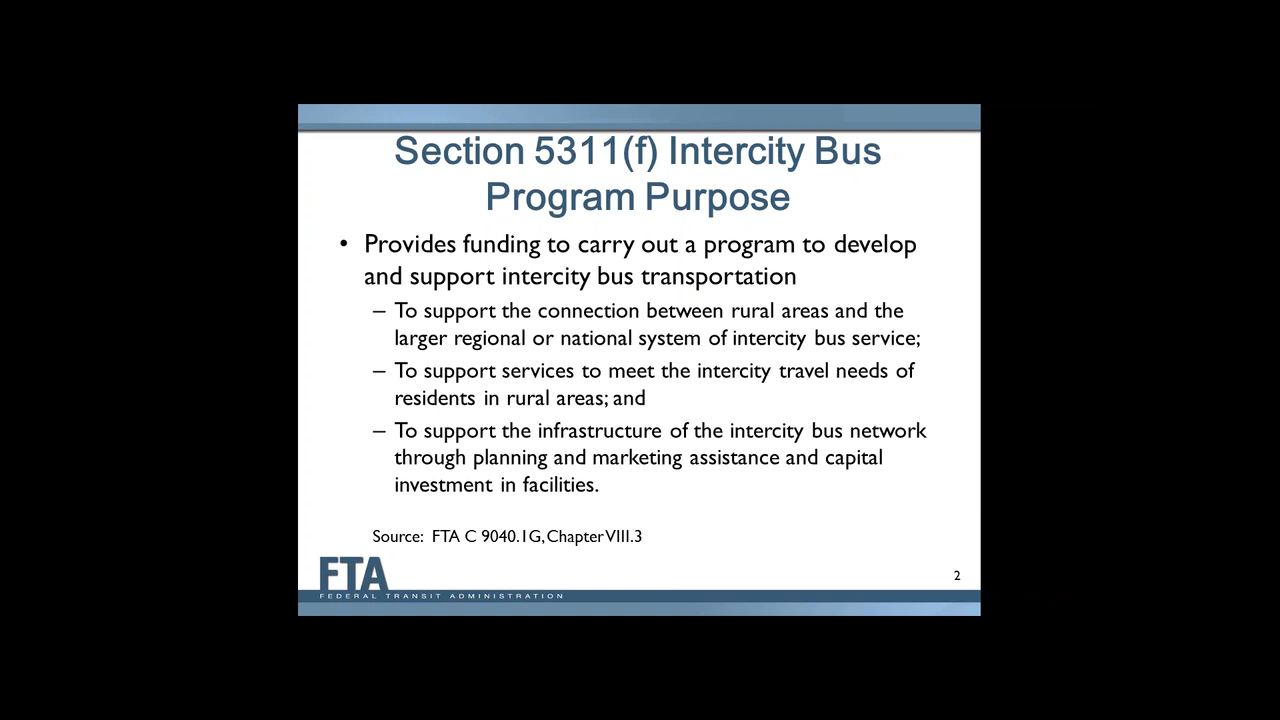 Section 5311(f) Intercity Bus
Program Purpose
• Provides funding to carry out a program to develop
and support intercity bus transportation
– To support the connection between rural areas and the
larger regional or national system of intercity bus service;
– To support services to meet the intercity travel needs of
residents in rural areas; and
– To support the infrastructure of the intercity bus network
through planning and marketing assistance and capital
investment in facilities.
Source: FTA C 9040.1G, Chapter VIII.3
FTA
2
FEDERAL TRANSIT ADMINISTRATION